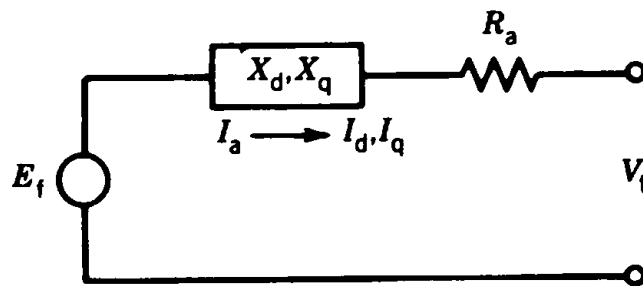 R_a
X_d, X_q
I_a → I_d, I_q
E_f
V_t